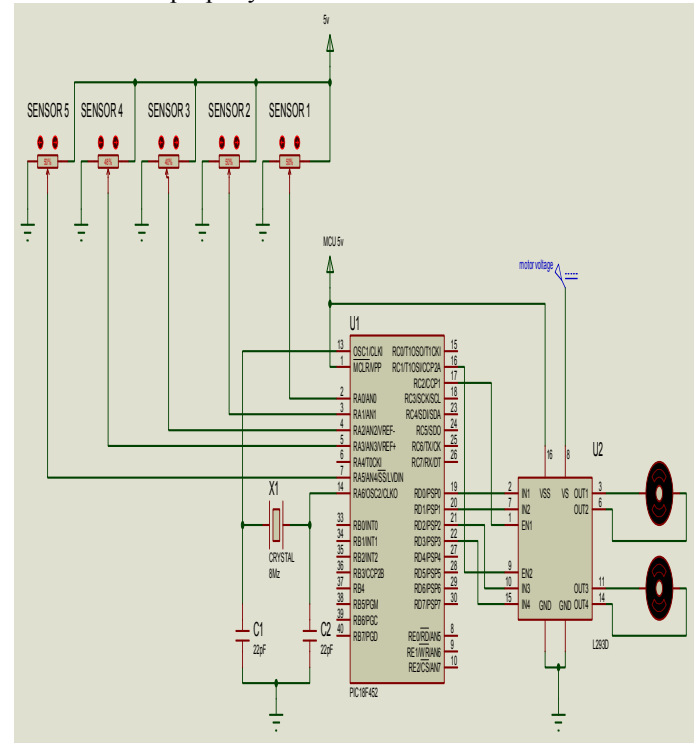 5v
SENSOR 5 SENSOR 4 SENSOR 3 SENSOR 2 SENSOR 1
50% 45% 40% 50% 50%
MCU 5v
motor voltage
U1
13 OSC1/CLKI RC0/T1OSO/T1CKI 15
1 MCLR/VPP RC1/T1OSI/CCP2A 16
RC2/CCP1 17
2 RA0/AN0 RC3/SCK/SCL 18
3 RA1/AN1 RC4/SDI/SDA 23
4 RA2/AN2/VREF- RC5/SDO 24
5 RA3/AN3/VREF+ RC6/TX/CK 25
6 RA4/T0CKI RC7/RX/DT 26
7 RA5/AN4/SS/LVDIN
14 RA6/OSC2/CLKO RD0/PSP0 19
RD1/PSP1 20
33 RB0/INT0 RD2/PSP2 21
34 RB1/INT1 RD3/PSP3 22
35 RB2/INT2 RD4/PSP4 27
36 RB3/CCP2B RD5/PSP5 28
37 RB4 RD6/PSP6 29
38 RB5/PGM RD7/PSP7 30
39 RB6/PGC
40 RB7/PGD RE0/RD/AN5 8
RE1/WR/AN6 9
RE2/CS/AN7 10
PIC18F452
X1
CRYSTAL
8Mz
C1
22pF
C2
22pF
U2
16 8
2 IN1 VSS VS OUT1 3
7 IN2 OUT2 6
1 EN1
9 EN2
10 IN3 OUT3 11
15 IN4 GND GND OUT4 14
L293D